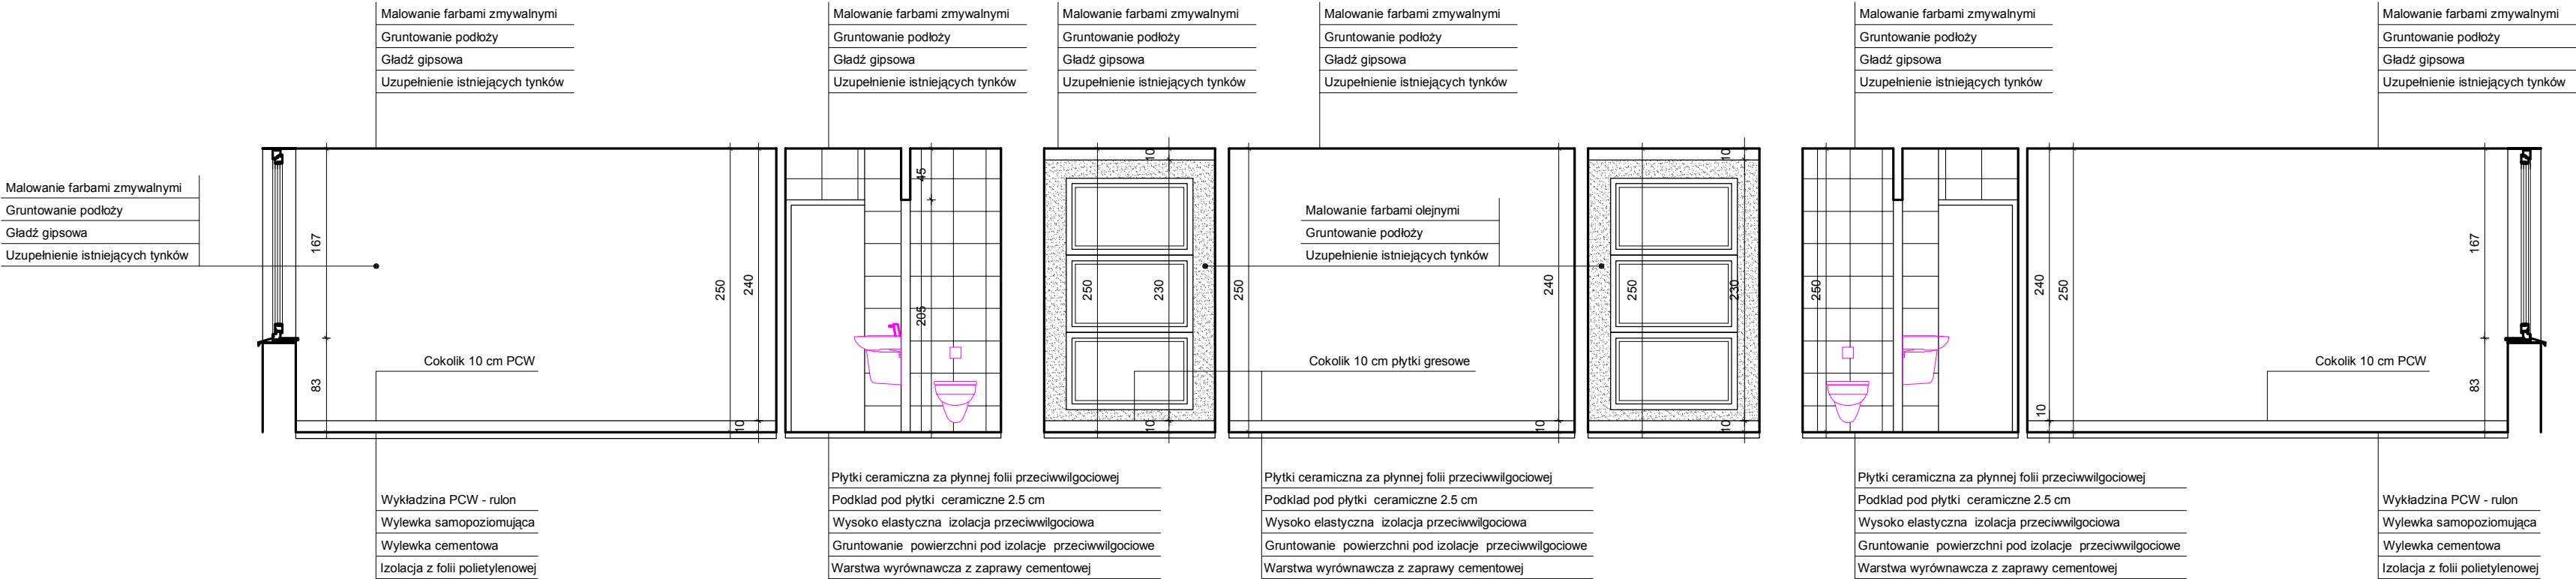 Malowanie farbami zmywalnymi
Gruntowanie podłoży
Gładź gipsowa
Uzupełnienie istniejących tynków
Malowanie farbami zmywalnymi
Gruntowanie podłoży
Gładź gipsowa
Uzupełnienie istniejących tynków
Malowanie farbami zmywalnymi
Gruntowanie podłoży
Gładź gipsowa
Uzupełnienie istniejących tynków
Malowanie farbami zmywalnymi
Gruntowanie podłoży
Gładź gipsowa
Uzupełnienie istniejących tynków
Malowanie farbami zmywalnymi
Gruntowanie podłoży
Gładź gipsowa
Uzupełnienie istniejących tynków
Malowanie farbami zmywalnymi
Gruntowanie podłoży
Gładź gipsowa
Uzupełnienie istniejących tynków
Malowanie farbami zmywalnymi
Gruntowanie podłoży
Gładź gipsowa
Uzupełnienie istniejących tynków
167
83
250
240
10
Cokolik 10 cm PCW
45
205
10
250
230
10
250
Malowanie farbami olejnymi
Gruntowanie podłoży
Uzupełnienie istniejących tynków
Cokolik 10 cm płytki gresowe
240
10
10
250
230
10
250
240
250
10
Cokolik 10 cm PCW
167
83
Wykładzina PCW - rulon
Wylewka samopoziomująca
Wylewka cementowa
Izolacja z folii polietylenowej
Płytki ceramiczna za płynnej folii przeciwwilgociowej
Podklad pod płytki ceramiczne 2.5 cm
Wysoko elastyczna izolacja przeciwwilgociowa
Gruntowanie powierzchni pod izolacje przeciwwilgociowe
Warstwa wyrównawcza z zaprawy cementowej
Płytki ceramiczna za płynnej folii przeciwwilgociowej
Podklad pod płytki ceramiczne 2.5 cm
Wysoko elastyczna izolacja przeciwwilgociowa
Gruntowanie powierzchni pod izolacje przeciwwilgociowe
Warstwa wyrównawcza z zaprawy cementowej
Płytki ceramiczna za płynnej folii przeciwwilgociowej
Podklad pod płytki ceramiczne 2.5 cm
Wysoko elastyczna izolacja przeciwwilgociowa
Gruntowanie powierzchni pod izolacje przeciwwilgociowe
Warstwa wyrównawcza z zaprawy cementowej
Wykładzina PCW - rulon
Wylewka samopoziomująca
Wylewka cementowa
Izolacja z folii polietylenowej